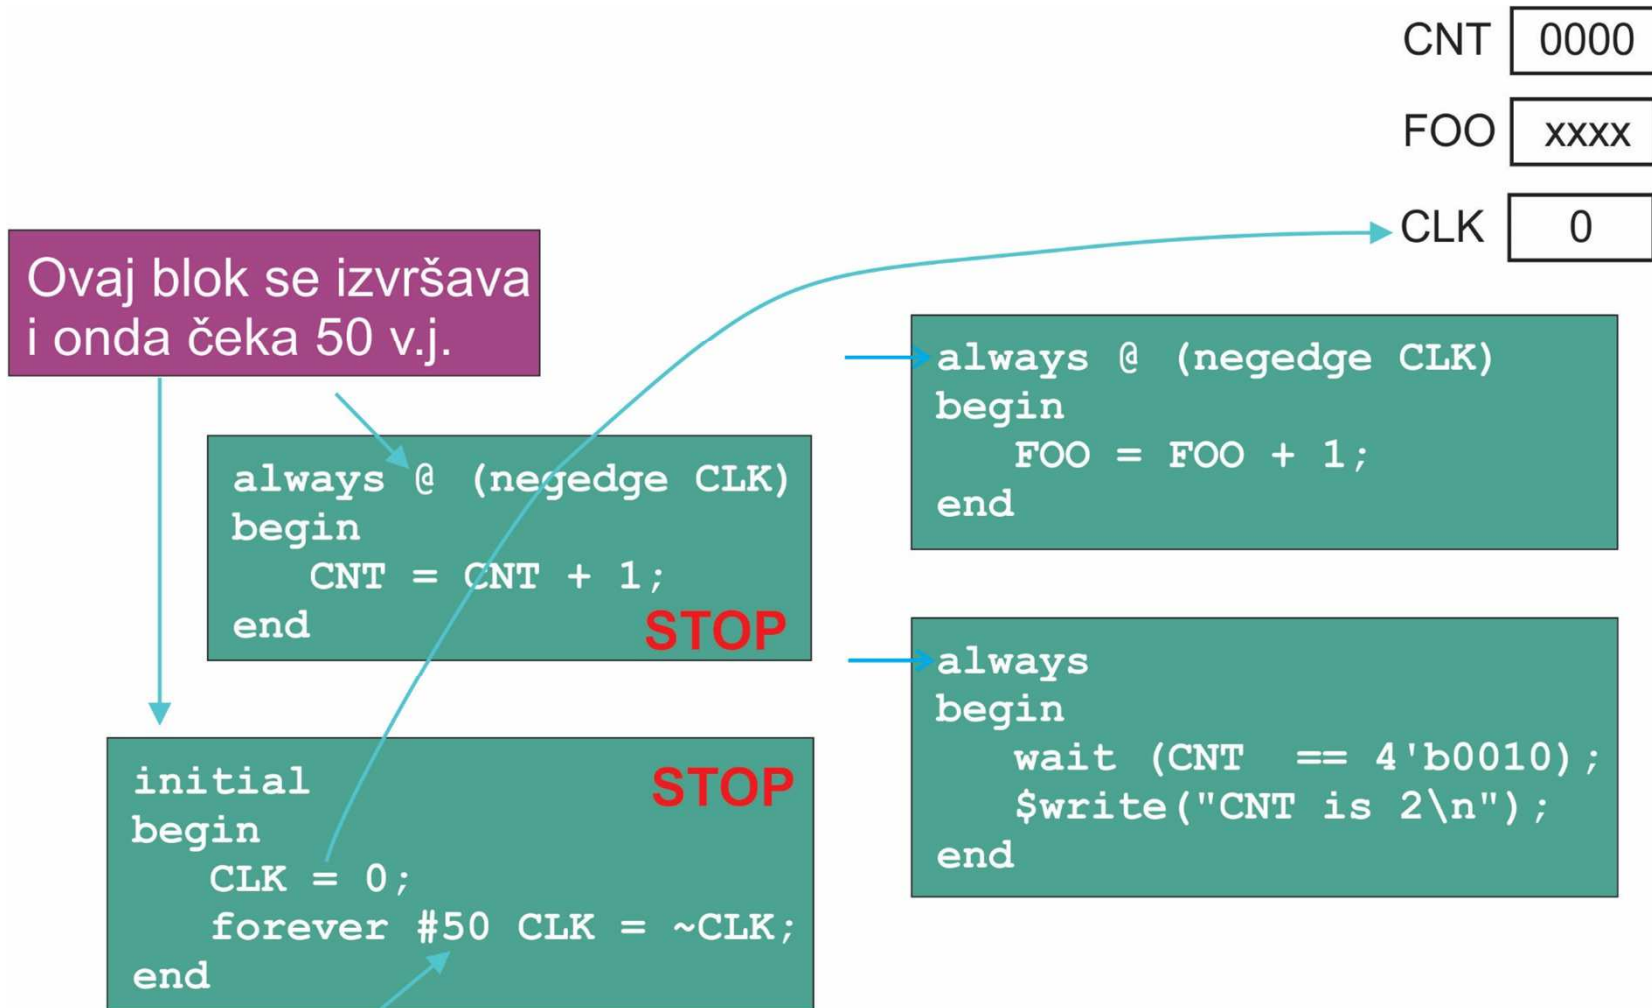 CNT 0000
FOO xxxx
CLK 0
Ovaj blok se izvršava
i onda čeka 50 v.j.
always @ (negedge CLK)
begin
CNT = CNT + 1;
end
STOP
initial
STOP
begin
CLK = 0;
forever #50 CLK = ~CLK;
end
always @ (negedge CLK)
begin
FOO = FOO + 1;
end
always
begin
wait (CNT == 4'b0010);
$write("CNT is 2\n");
end